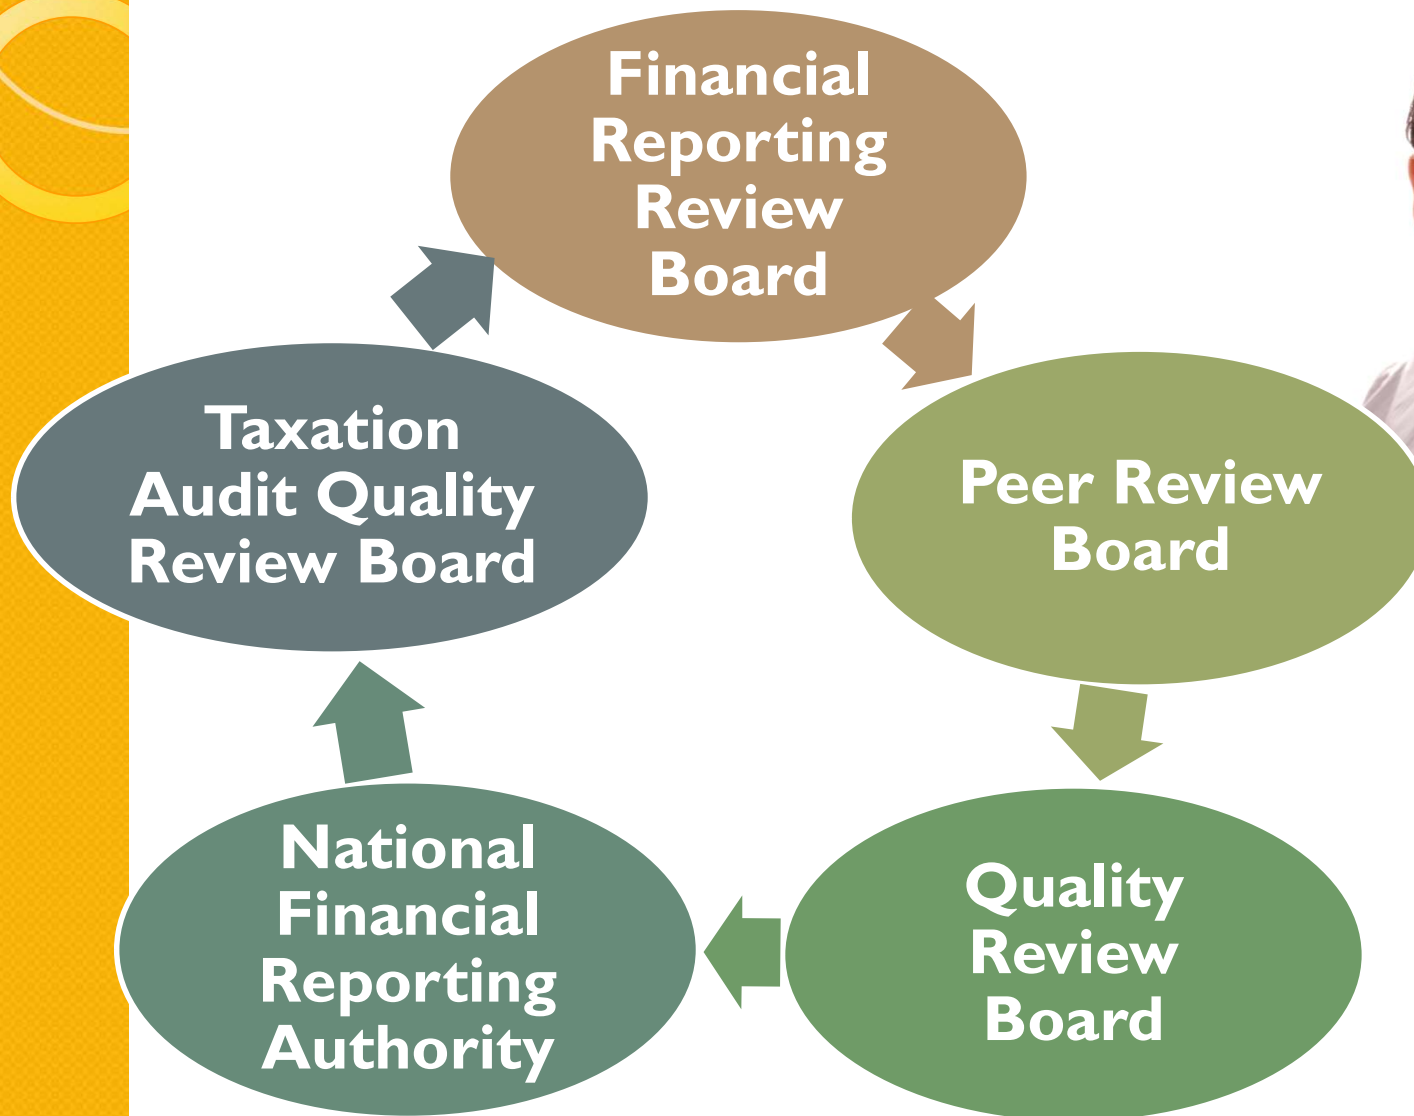 Financial
Reporting
Review
Board
Peer Review
Board
Quality
Review
Board
National
Financial
Reporting
Authority
Taxation
Audit Quality
Review Board